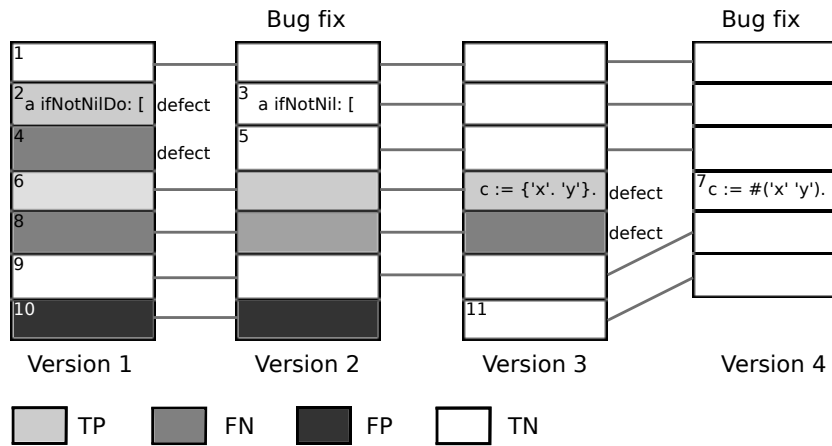 Bug fix
Bug fix
1
2 a ifNotNilDo: [ defect
3 a ifNotNil: [
4 defect
5
6
c := {'x'. 'y'}. defect
7 c := #('x' 'y').
8
defect
9
10
11
Version 1
Version 2
Version 3
Version 4
TP
FN
FP
TN